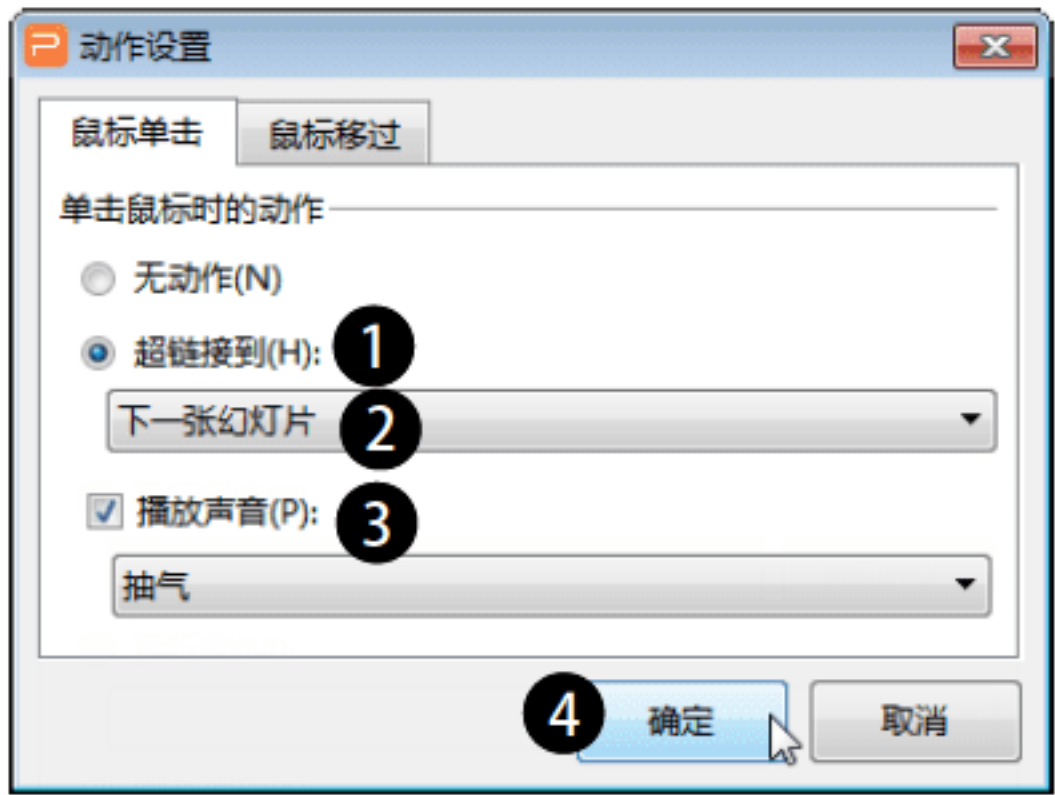 动作设置
鼠标单击 鼠标移过
单击鼠标时的动作
无动作(N)
超链接到(H): 1
下一张幻灯片 2
播放声音(P): 3
抽气
4 确定 取消